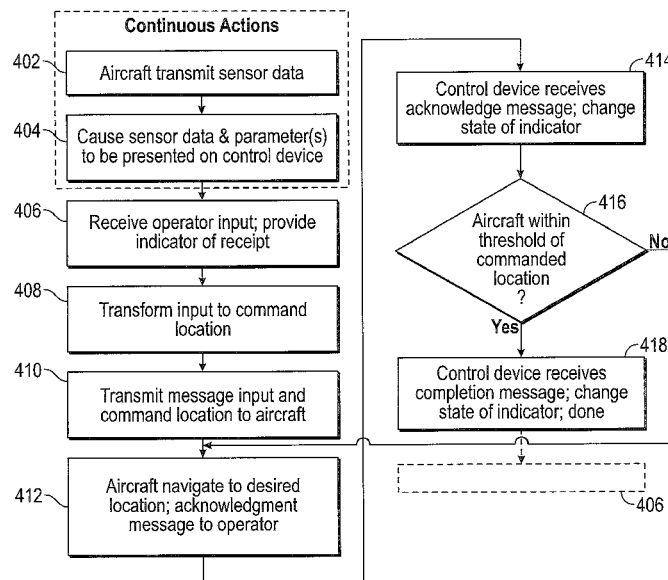 Continuous Actions
402
Aircraft transmit sensor data
404
Cause sensor data & parameter(s)
to be presented on control device
406
Receive operator input; provide
indicator of receipt
408
Transform input to command
location
410
Transmit message input and
command location to aircraft
412
Aircraft navigate to desired
location; acknowledgment
message to operator
414
Control device receives
acknowledge message; change
state of indicator
416
Aircraft within
threshold of
commanded
location
?
No
Yes
418
Control device receives
completion message; change
state of indicator; done
406